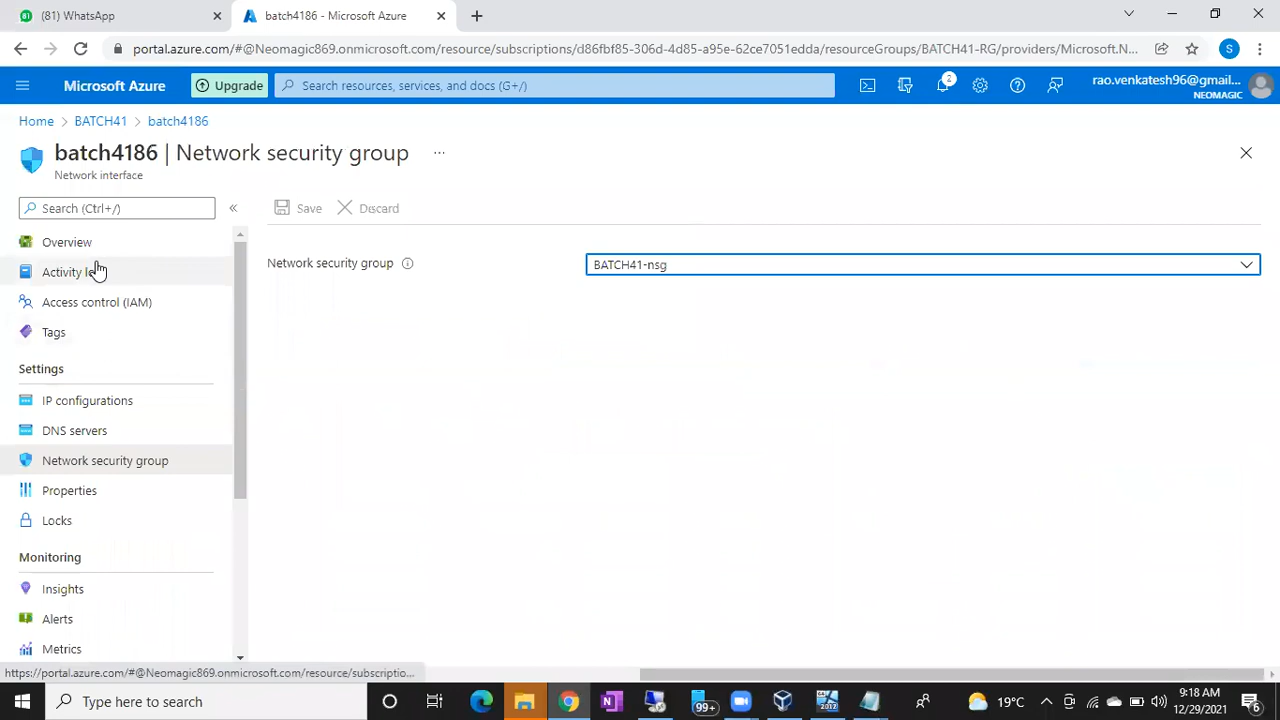 (81) WhatsApp
batch4186 - Microsoft Azure
portal.azure.com/#@Neomagic869.onmicrosoft.com/resource/subscriptions/d86fbf85-306d-4d85-a95e-62ce7051edda/resourceGroups/BATCH41-RG/providers/Microsoft.N...
S
Microsoft Azure
Upgrade
Search resources, services, and docs (G+/)
2
rao.venkatesh96@gmail....
NEOMAGIC
Home > BATCH41 > batch4186
batch4186 | Network security group ...
Network interface
Search (Ctrl+/)
«
Save
Discard
Overview
Network security group
BATCH41-nsg
Access control (IAM)
Tags
Settings
IP configurations
DNS servers
Network security group
Properties
Locks
Monitoring
Insights
Alerts
Metrics
https://portal.azure.com/#@Neomagic869.onmicrosoft.com/resource/subscriptio...
Type here to search
99+
19°C
9:18 AM
12/29/2021
6